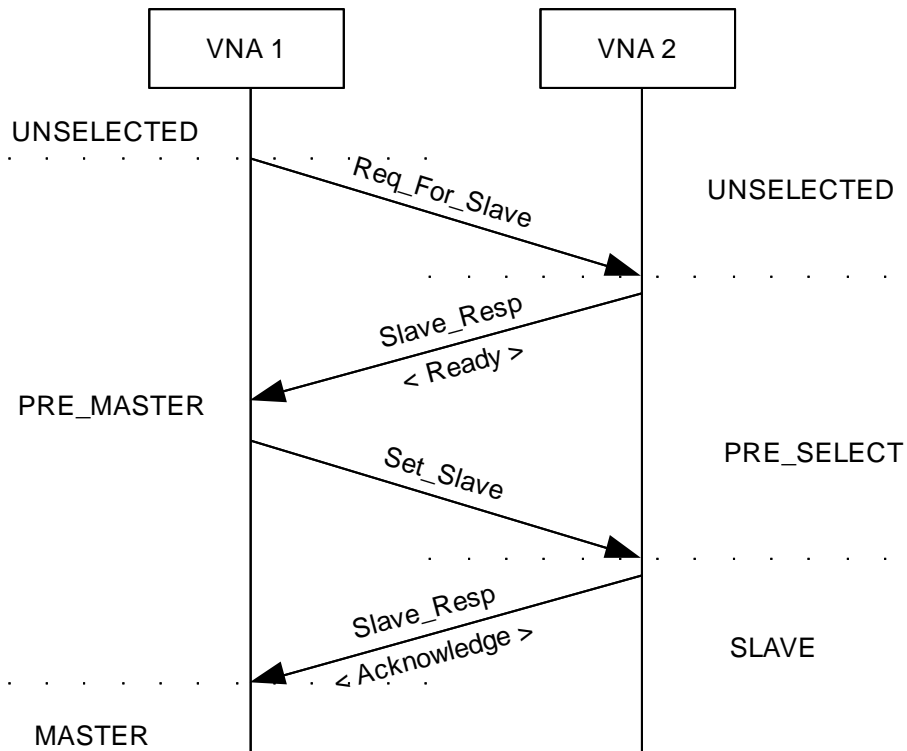 VNA 1
VNA 2
UNSELECTED
Req_For_Slave
UNSELECTED
Slave_Resp
< Ready >
PRE_MASTER
Set_Slave
PRE_SELECT
Slave_Resp
< Acknowledge >
SLAVE
MASTER